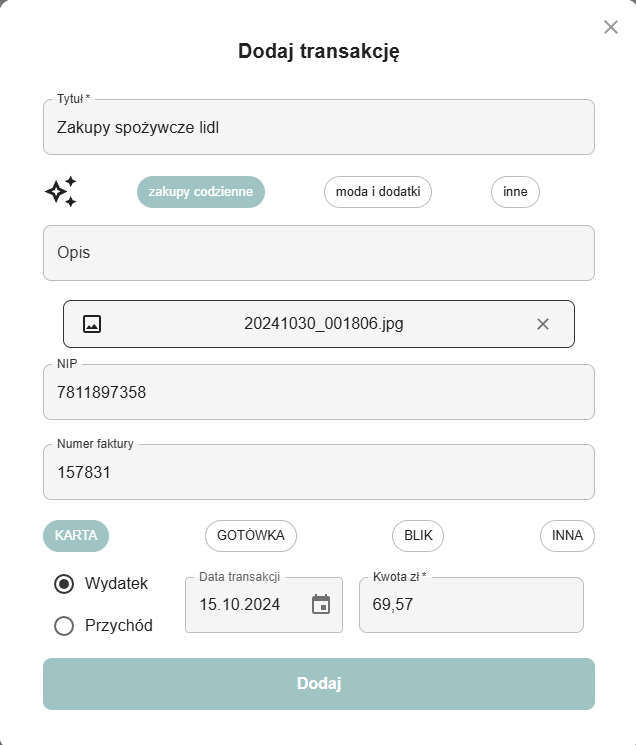 Dodaj transakcję
Tytuł *
Zakupy spożywcze lidl
zakupy codzienne moda i dodatki inne
Opis
20241030_001806.jpg
NIP
7811897358
Numer faktury
157831
KARTA GOTÓWKA BLIK INNA
Wydatek
Przychód
Data transakcji
15.10.2024
Kwota zł *
69,57
Dodaj